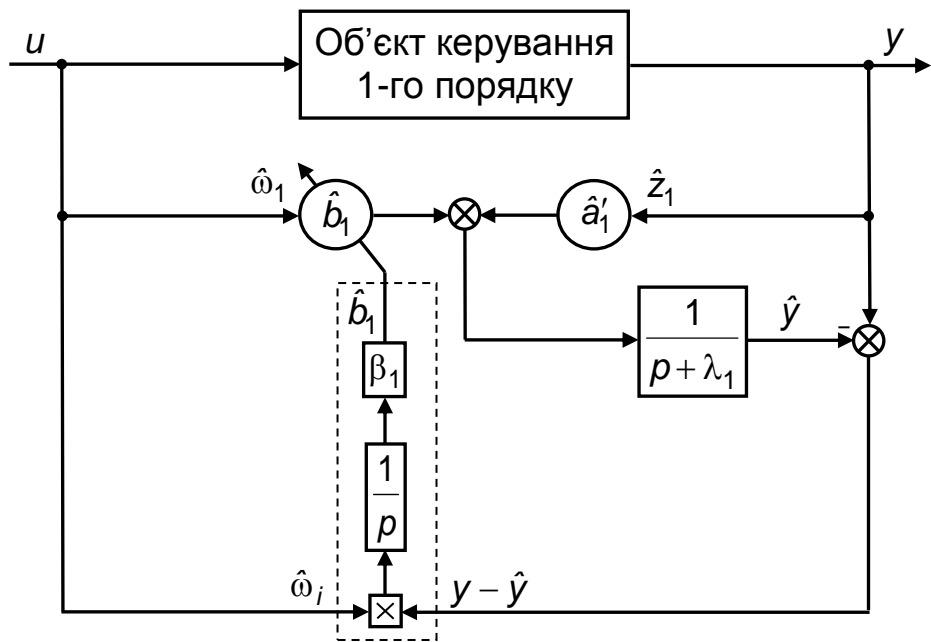 u
Об’єкт керування
1-го порядку
y
ω̂₁
b̂₁
â′₁
ẑ₁
b̂₁
β₁
1
p
1
p + λ₁
ŷ
-
ω̂ᵢ
×
y – ŷ